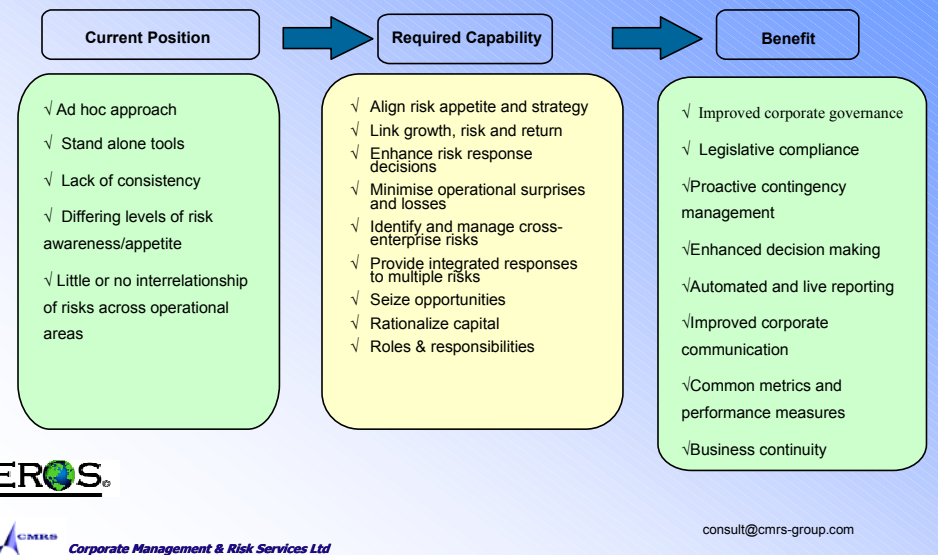 Current Position
Required Capability
Benefit
√ Ad hoc approach
√ Stand alone tools
√ Lack of consistency
√ Differing levels of risk
awareness/appetite
√ Little or no interrelationship
of risks across operational
areas
√ Align risk appetite and strategy
√ Link growth, risk and return
√ Enhance risk response
decisions
√ Minimise operational surprises
and losses
√ Identify and manage cross-
enterprise risks
√ Provide integrated responses
to multiple risks
√ Seize opportunities
√ Rationalize capital
√ Roles & responsibilities
√ Improved corporate governance
√ Legislative compliance
√Proactive contingency
management
√Enhanced decision making
√Automated and live reporting
√Improved corporate
communication
√Common metrics and
performance measures
√Business continuity
EROS©
CMRS
Corporate Management & Risk Services Ltd
consult@cmrs-group.com